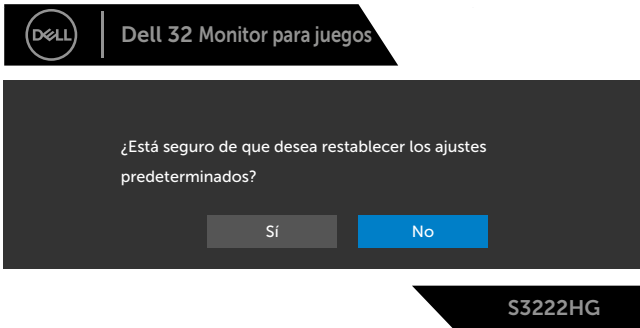 DELL
Dell 32 Monitor para juegos
¿Está seguro de que desea restablecer los ajustes
predeterminados?
Sí No
S3222HG